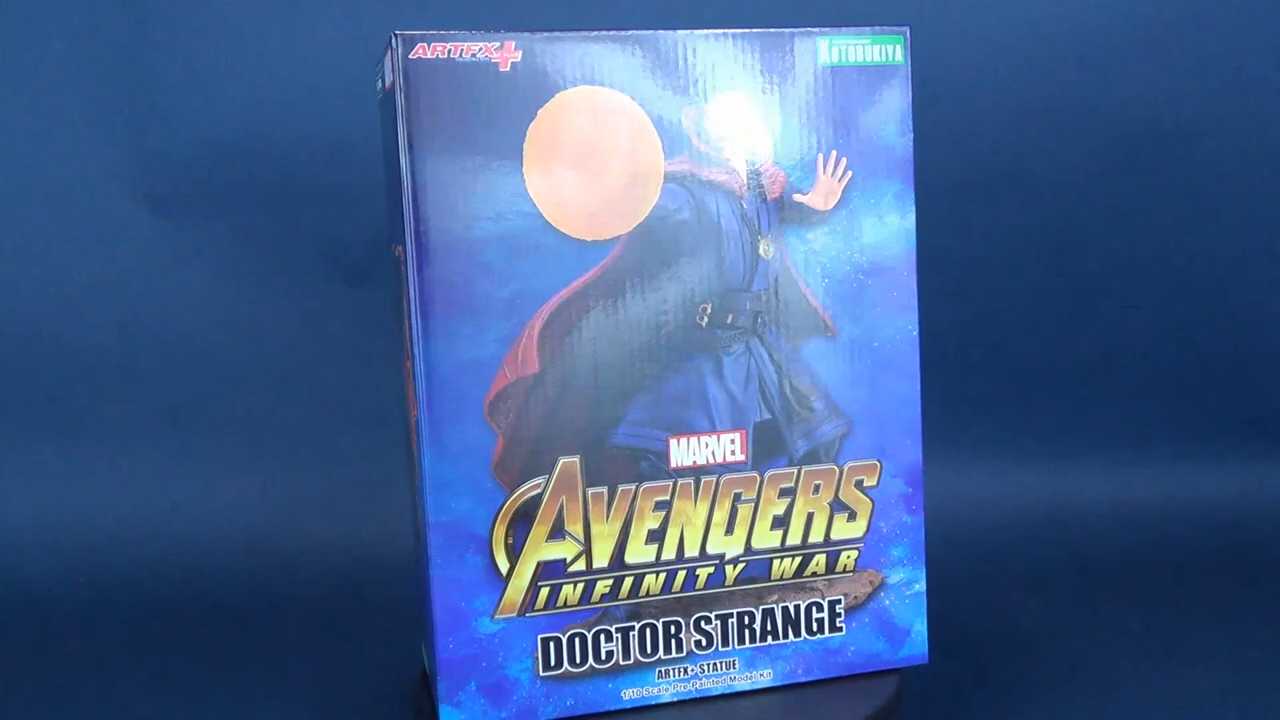 ARTFX+
KOTOBUKIYA
MARVEL
AVENGERS
INFINITY WAR
DOCTOR STRANGE
ARTFX+ STATUE
1/10 Scale Pre-Painted Model Kit